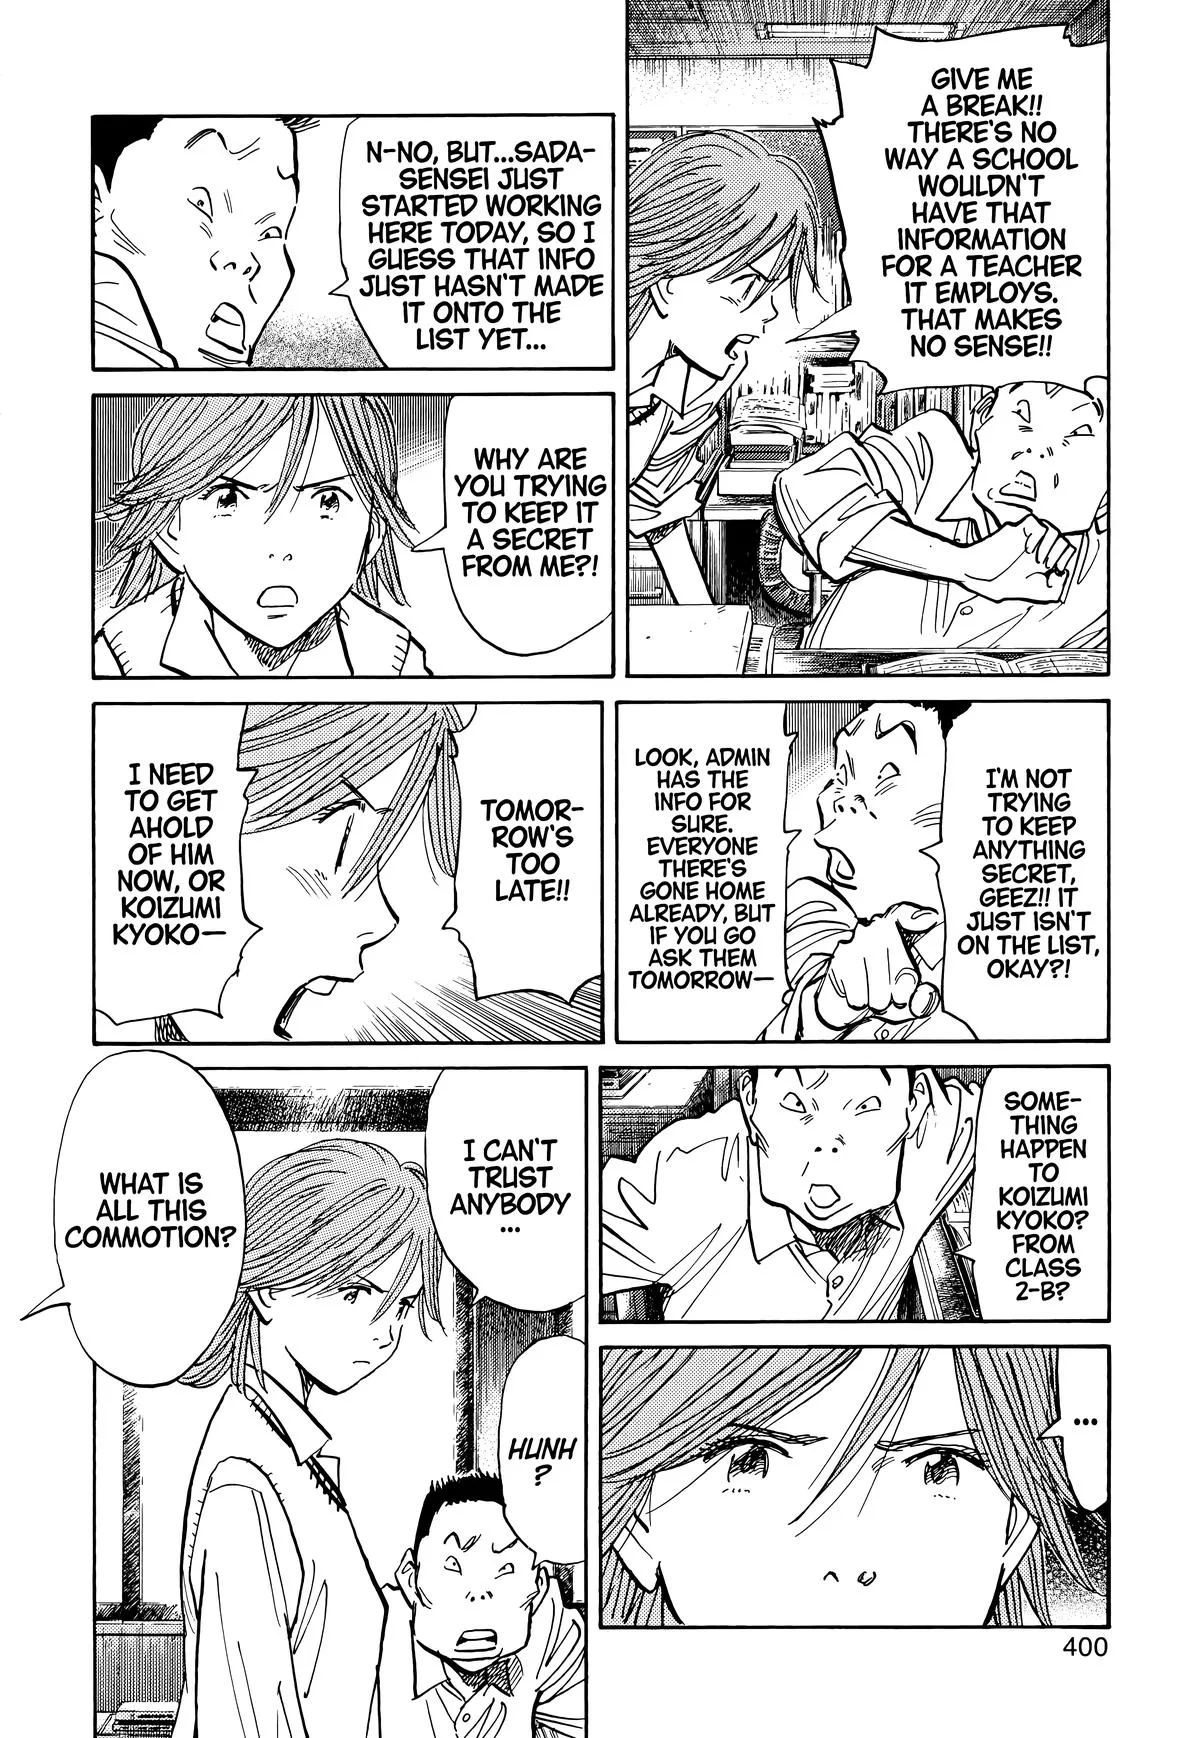 GIVE ME
A BREAK!!
THERE'S NO
WAY A SCHOOL
WOULDN'T
HAVE THAT
INFORMATION
FOR A TEACHER
IT EMPLOYS.
THAT MAKES
NO SENSE!!
N-NO, BUT...SADA-
SENSEI JUST
STARTED WORKING
HERE TODAY, SO I
GUESS THAT INFO
JUST HASN'T MADE
IT ONTO THE
LIST YET...
WHY ARE
YOU TRYING
TO KEEP IT
A SECRET
FROM ME?!
I'M NOT
TRYING
TO KEEP
ANYTHING
SECRET,
GEEZ!! IT
JUST ISN'T
ON THE LIST,
OKAY?!
LOOK, ADMIN
HAS THE
INFO FOR
SURE.
EVERYONE
THERE'S
GONE HOME
ALREADY, BUT
IF YOU GO
ASK THEM
TOMORROW—
TOMOR-
ROW'S
TOO
LATE!!
I NEED
TO GET
AHOLD
OF HIM
NOW, OR
KOIZUMI
KYOKO—
SOME-
THING
HAPPEN
TO
KOIZUMI
KYOKO?
FROM
CLASS
2-B?
...
I CAN'T
TRUST
ANYBODY
...
HUNH
?
WHAT IS
ALL THIS
COMMOTION?
400